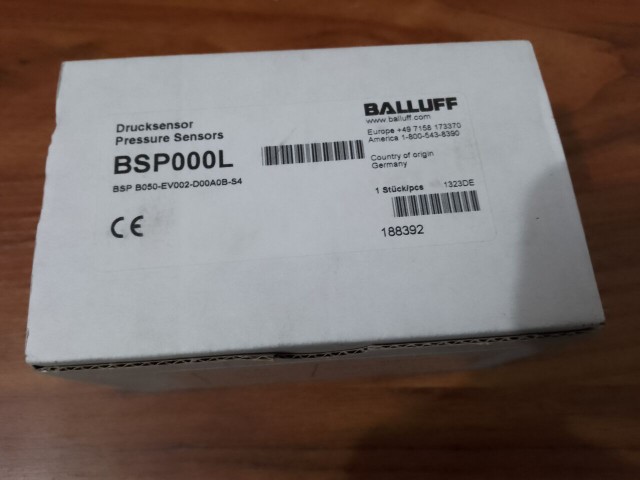 Drucksensor
Pressure Sensors
BSP000L
BSP B050-EV002-D00A0B-S4
CE
BALLUFF
www.balluff.com
Europe +49 7158 173370
America 1-800-543-8390
Country of origin
Germany
1 Stück/pcs 1323DE
188392